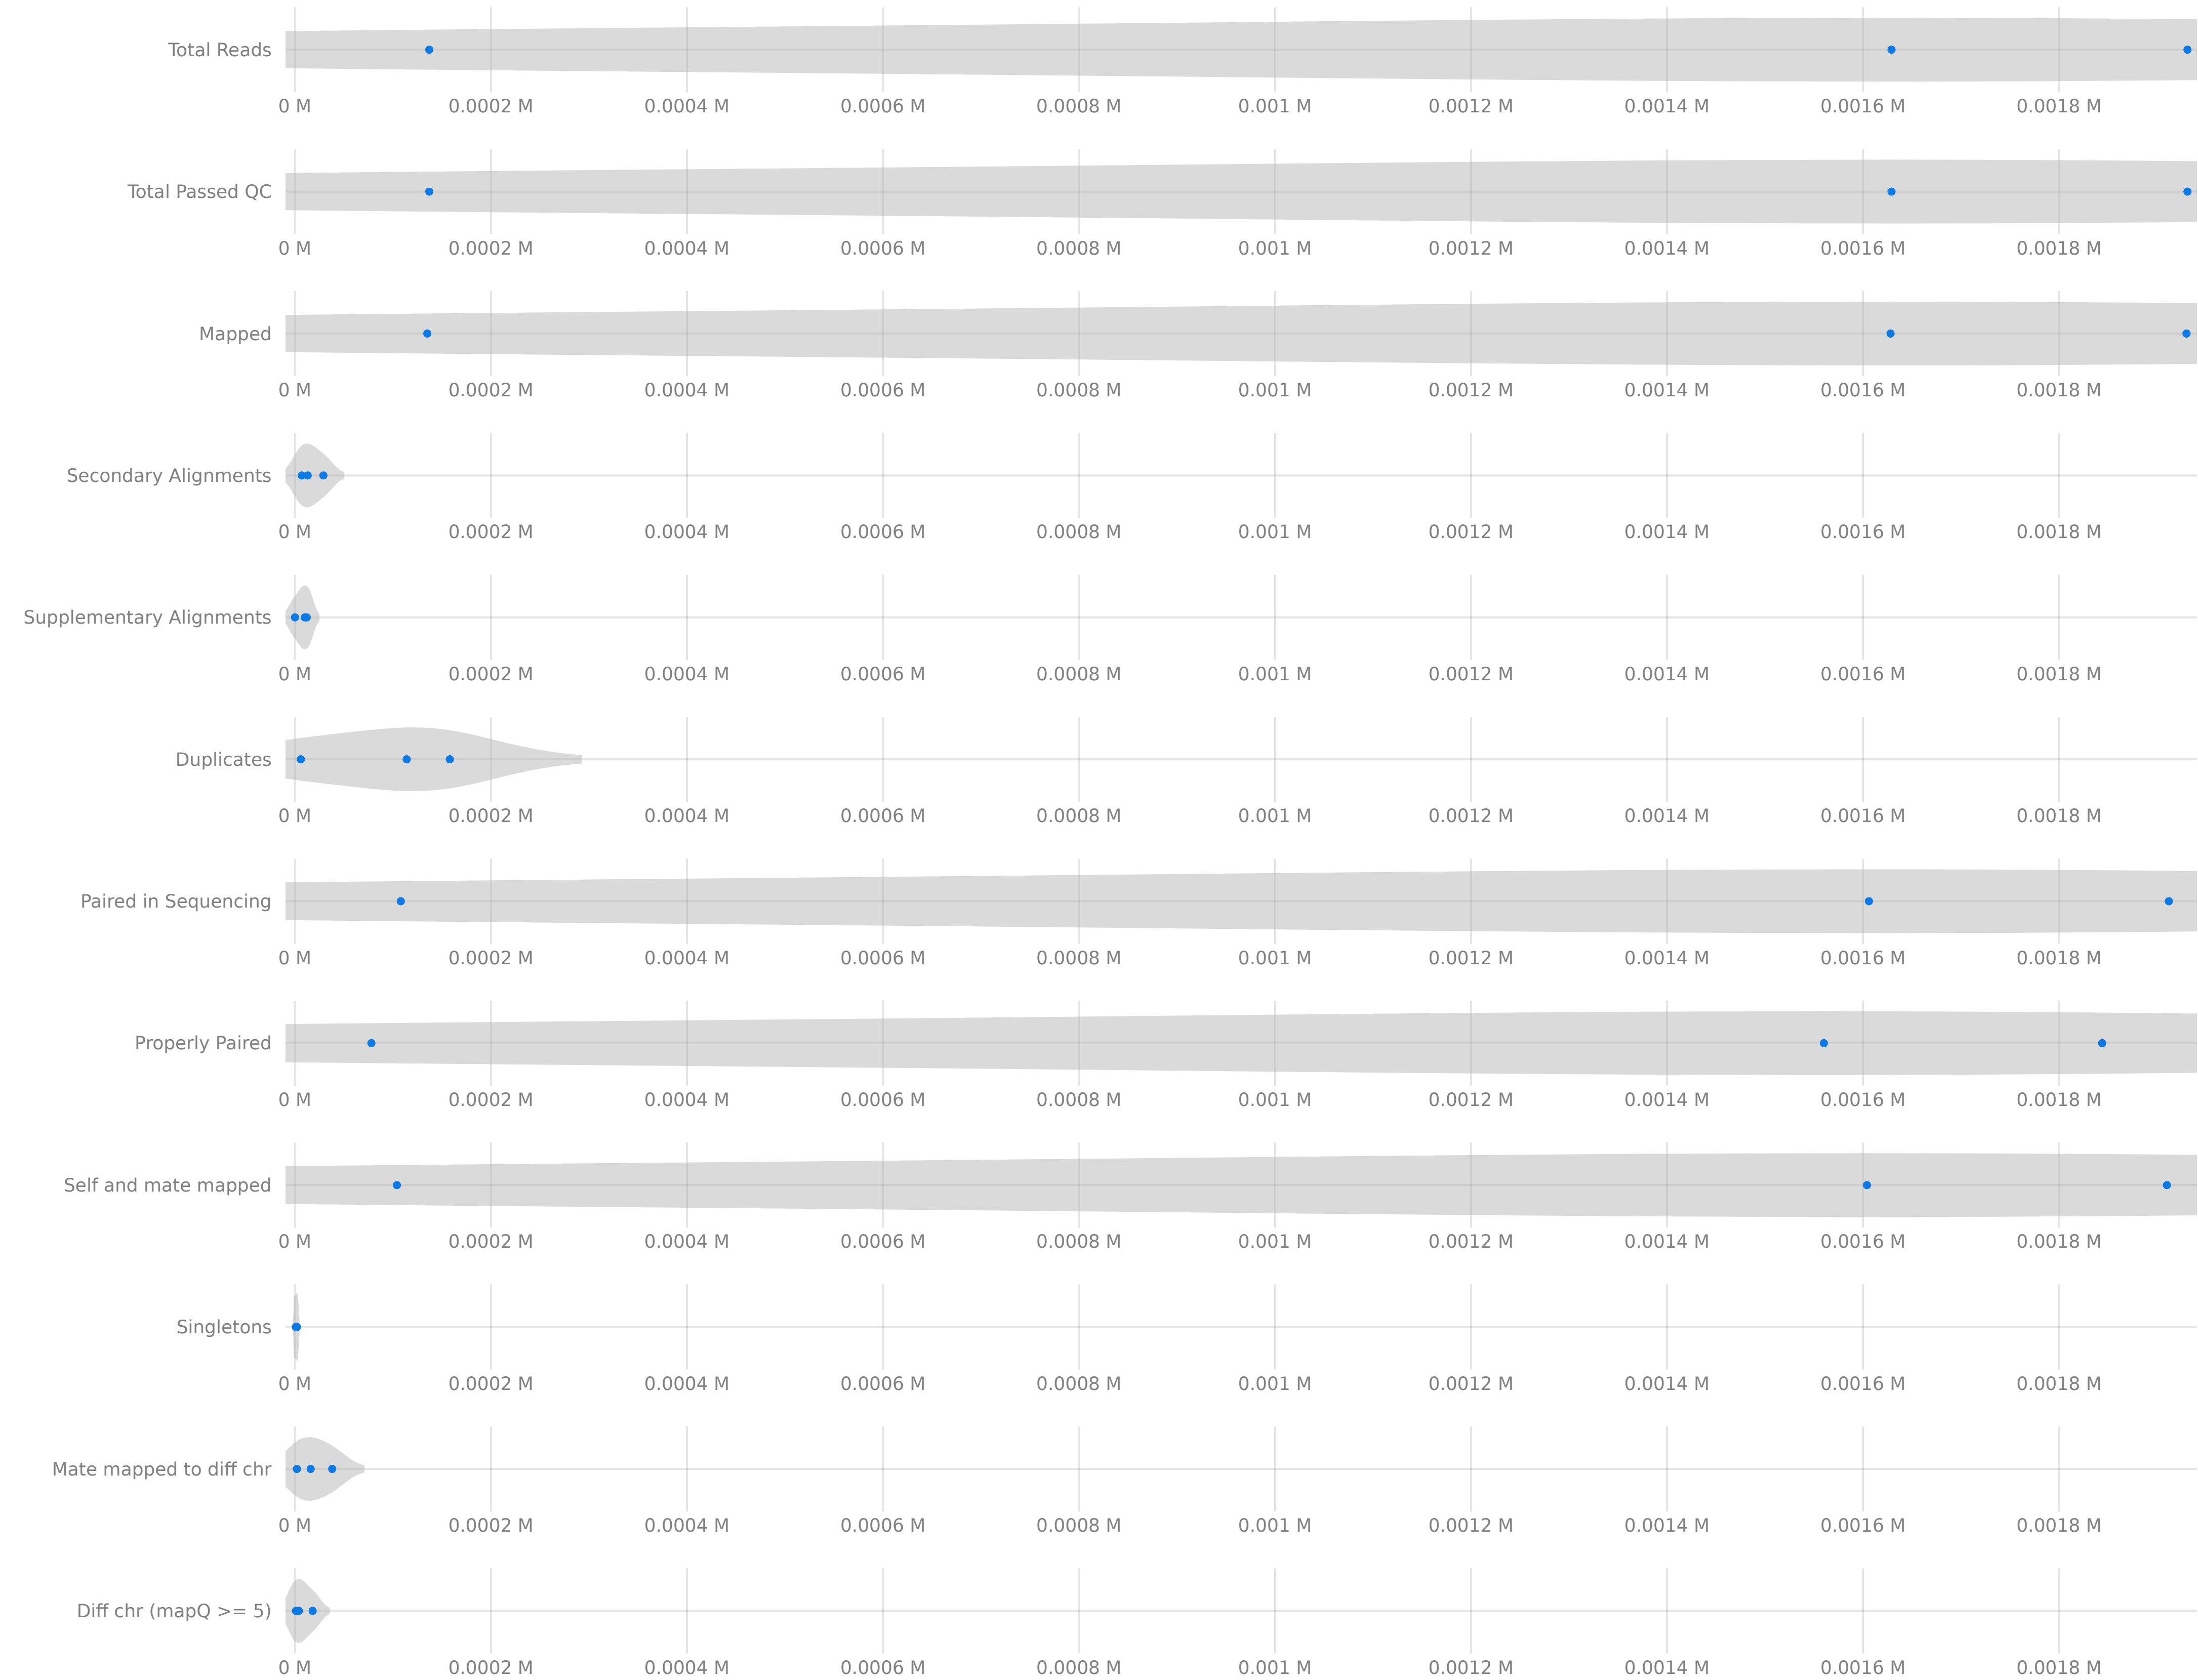 Total Reads
0 M 0.0002 M 0.0004 M 0.0006 M 0.0008 M 0.001 M 0.0012 M 0.0014 M 0.0016 M 0.0018 M
Total Passed QC
0 M 0.0002 M 0.0004 M 0.0006 M 0.0008 M 0.001 M 0.0012 M 0.0014 M 0.0016 M 0.0018 M
Mapped
0 M 0.0002 M 0.0004 M 0.0006 M 0.0008 M 0.001 M 0.0012 M 0.0014 M 0.0016 M 0.0018 M
Secondary Alignments
0 M 0.0002 M 0.0004 M 0.0006 M 0.0008 M 0.001 M 0.0012 M 0.0014 M 0.0016 M 0.0018 M
Supplementary Alignments
0 M 0.0002 M 0.0004 M 0.0006 M 0.0008 M 0.001 M 0.0012 M 0.0014 M 0.0016 M 0.0018 M
Duplicates
0 M 0.0002 M 0.0004 M 0.0006 M 0.0008 M 0.001 M 0.0012 M 0.0014 M 0.0016 M 0.0018 M
Paired in Sequencing
0 M 0.0002 M 0.0004 M 0.0006 M 0.0008 M 0.001 M 0.0012 M 0.0014 M 0.0016 M 0.0018 M
Properly Paired
0 M 0.0002 M 0.0004 M 0.0006 M 0.0008 M 0.001 M 0.0012 M 0.0014 M 0.0016 M 0.0018 M
Self and mate mapped
0 M 0.0002 M 0.0004 M 0.0006 M 0.0008 M 0.001 M 0.0012 M 0.0014 M 0.0016 M 0.0018 M
Singletons
0 M 0.0002 M 0.0004 M 0.0006 M 0.0008 M 0.001 M 0.0012 M 0.0014 M 0.0016 M 0.0018 M
Mate mapped to diff chr
0 M 0.0002 M 0.0004 M 0.0006 M 0.0008 M 0.001 M 0.0012 M 0.0014 M 0.0016 M 0.0018 M
Diff chr (mapQ >= 5)
0 M 0.0002 M 0.0004 M 0.0006 M 0.0008 M 0.001 M 0.0012 M 0.0014 M 0.0016 M 0.0018 M